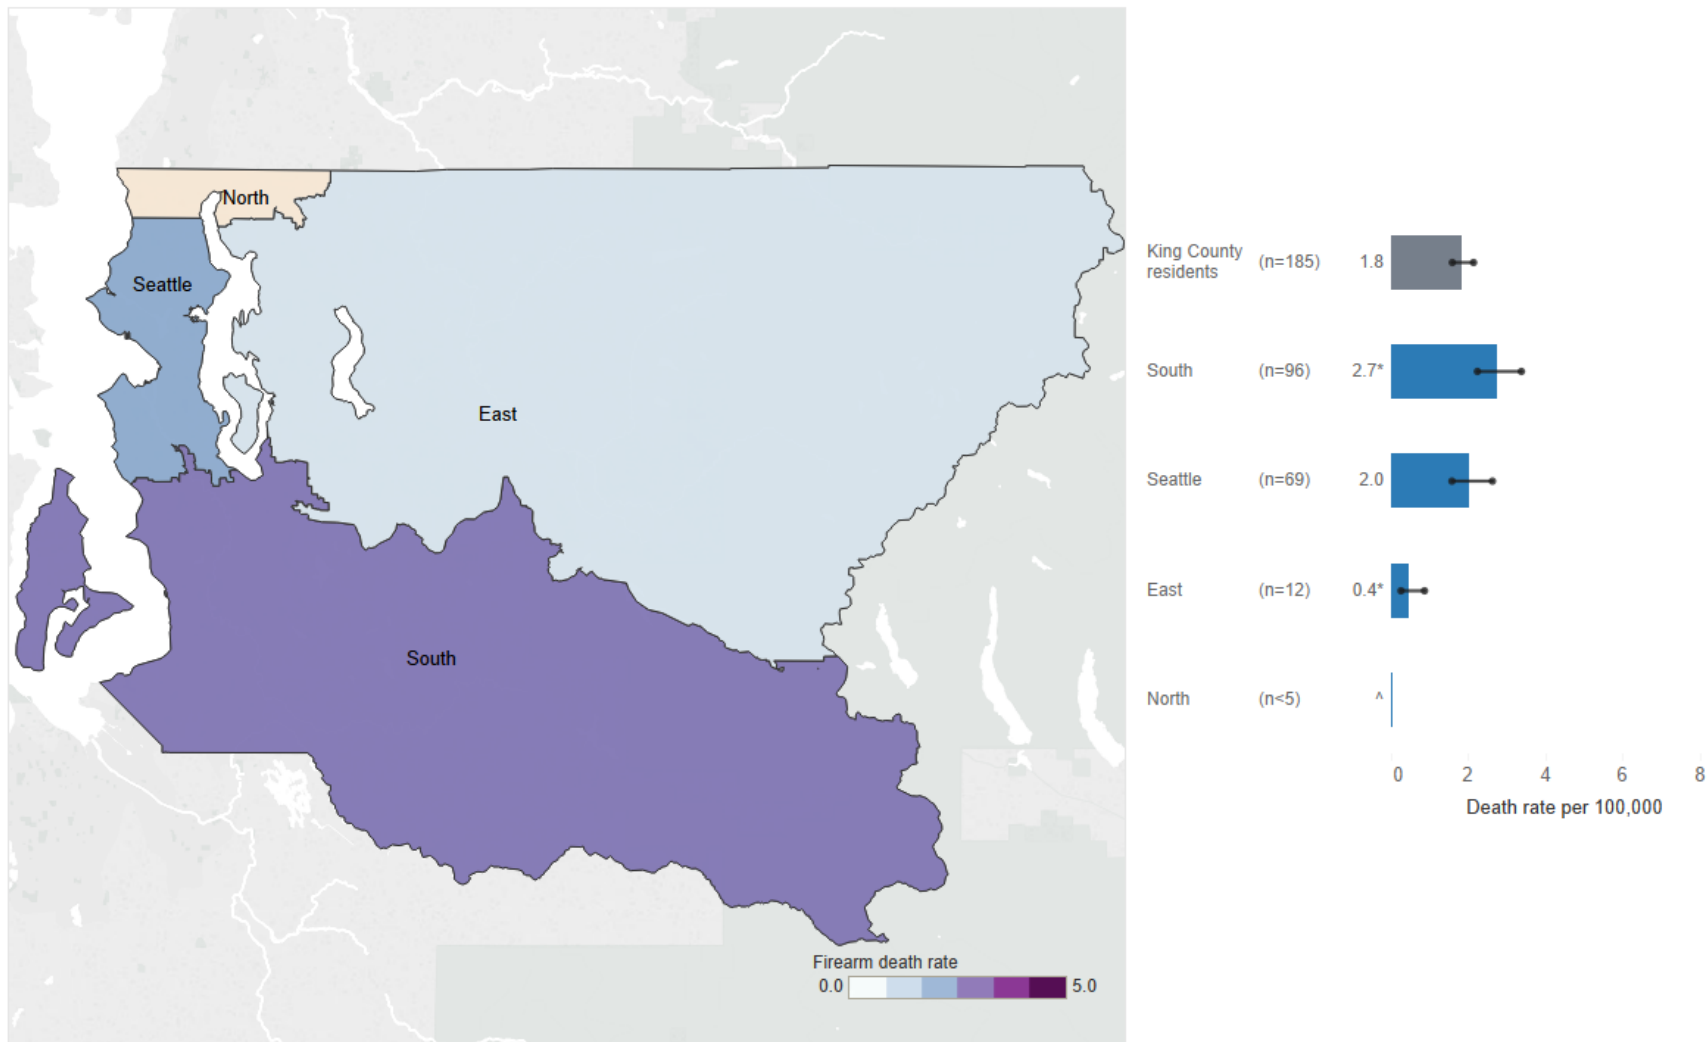 North
Seattle
East
South
Firearm death rate
0.0 5.0
King County
residents (n=185) 1.8
South (n=96) 2.7*
Seattle (n=69) 2.0
East (n=12) 0.4*
North (n<5) ^
0 2 4 6 8
Death rate per 100,000